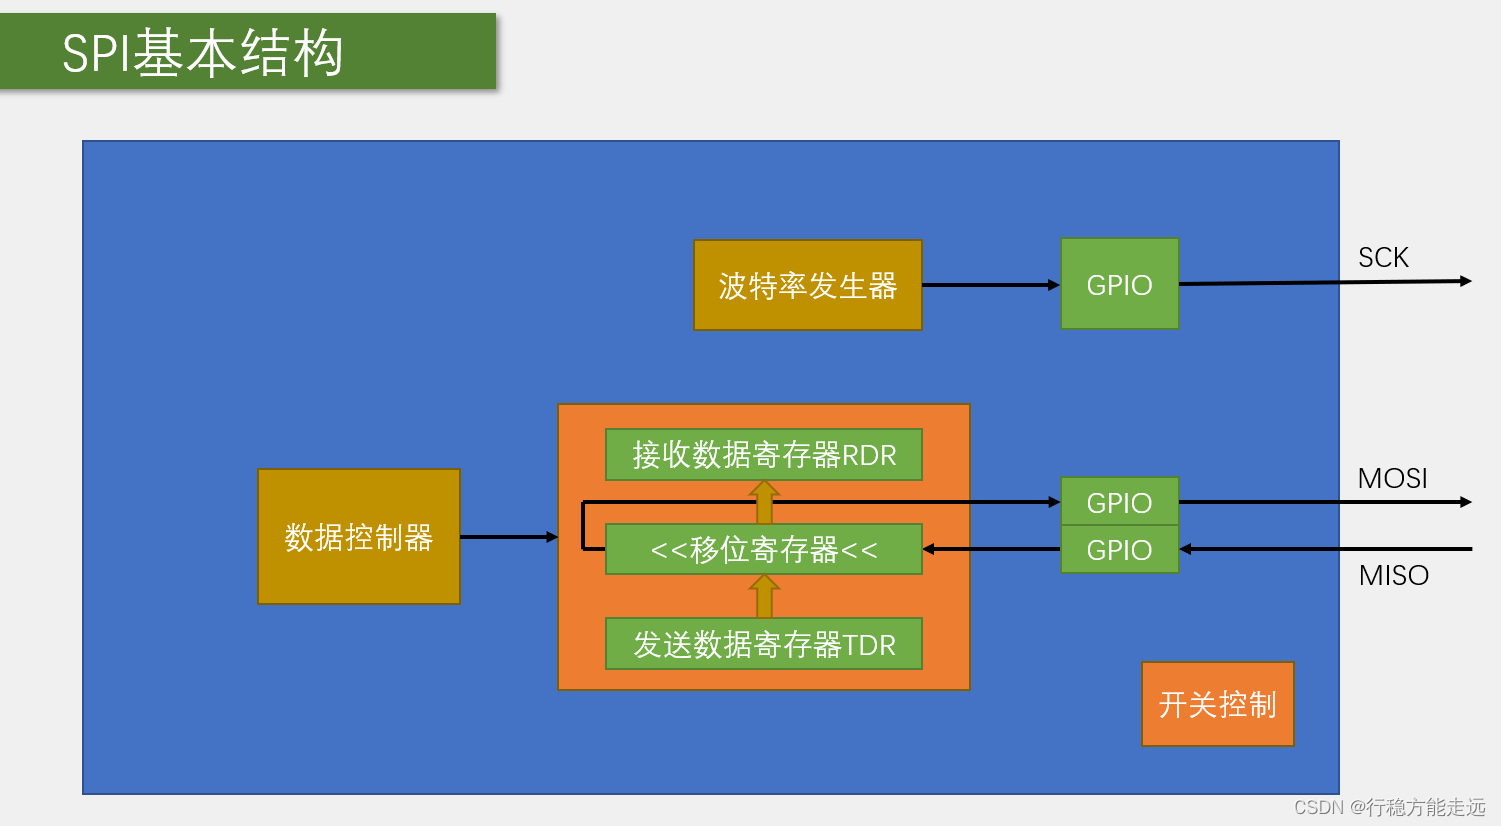 SPI基本结构
波特率发生器
GPIO
SCK
接收数据寄存器RDR
数据控制器
<<移位寄存器<<
发送数据寄存器TDR
GPIO
MOSI
GPIO
MISO
开关控制
CSDN @行稳方能走远